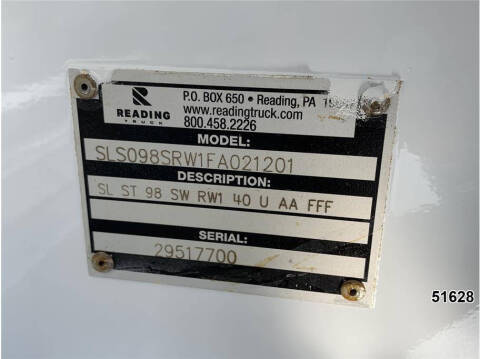 READING
TRUCK
P.O. BOX 650 • Reading, PA
www.readingtruck.com
800.458.2226
MODEL:
SLS098SRW1FA021201
DESCRIPTION:
SL ST 98 SW RW1 40 U AA FFF
SERIAL:
29517700
51628